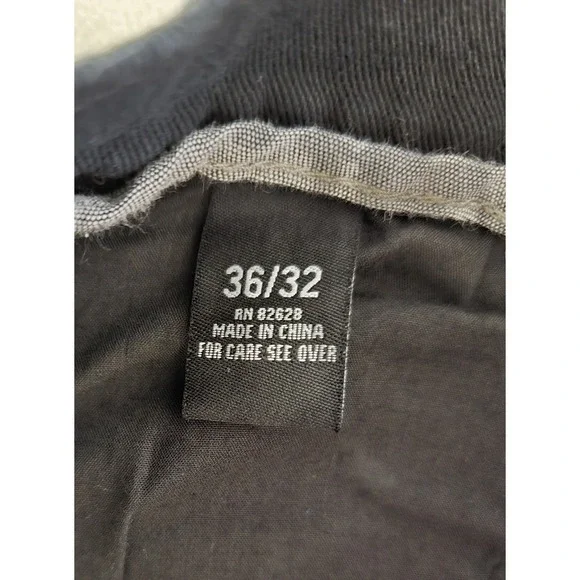 36/32
RN 82628
MADE IN CHINA
FOR CARE SEE OVER